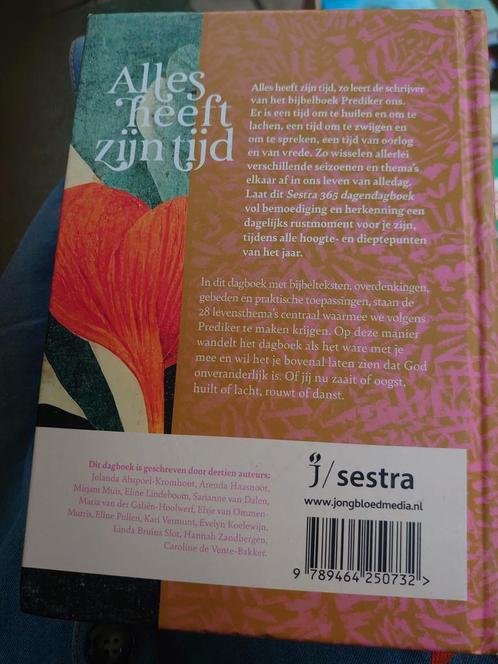 Alles
heeft
zijn tijd
Alles heeft zijn tijd, zo leert de schrijver
van het bijbelboek Prediker ons.
Er is een tijd om te huilen en om te
lachen, een tijd om te zwijgen en
om te spreken, een tijd van oorlog
en van vrede. Zo wisselen allerlei
verschillende seizoenen en thema's
elkaar af in ons leven van alledag.
Laat dit Sestra 365 dagendagboek
vol bemoediging en herkenning een
dagelijks rustmoment voor je zijn,
tijdens alle hoogte- en dieptepunten
van het jaar.
In dit dagboek met bijbelteksten, overdenkingen,
gebeden en praktische toepassingen, staan de
28 levensthema's centraal waarmee we volgens
Prediker te maken krijgen. Op deze manier
wandelt het dagboek als het ware met je
mee en wil het je bovenal laten zien dat God
onveranderlijk is. Of jij nu zaait of oogst,
huilt of lacht, rouwt of danst.
Dit dagboek is geschreven door dertien auteurs:
Jolanda Abspoel-Kromhout, Arenda Haasnoot,
Mirjam Muis, Eline Lindeboom, Sarianne van Dalen,
Maria van der Galiën-Hoolwerf, Elsje van Ommen-
Murris, Eline Pullen, Kari Vermunt, Evelyn Koelewijn,
Linda Bruins Slot, Hannah Zandbergen,
Caroline de Vente-Bakker.
j/sestra
www.jongbloedmedia.nl
9 789464 250732 >